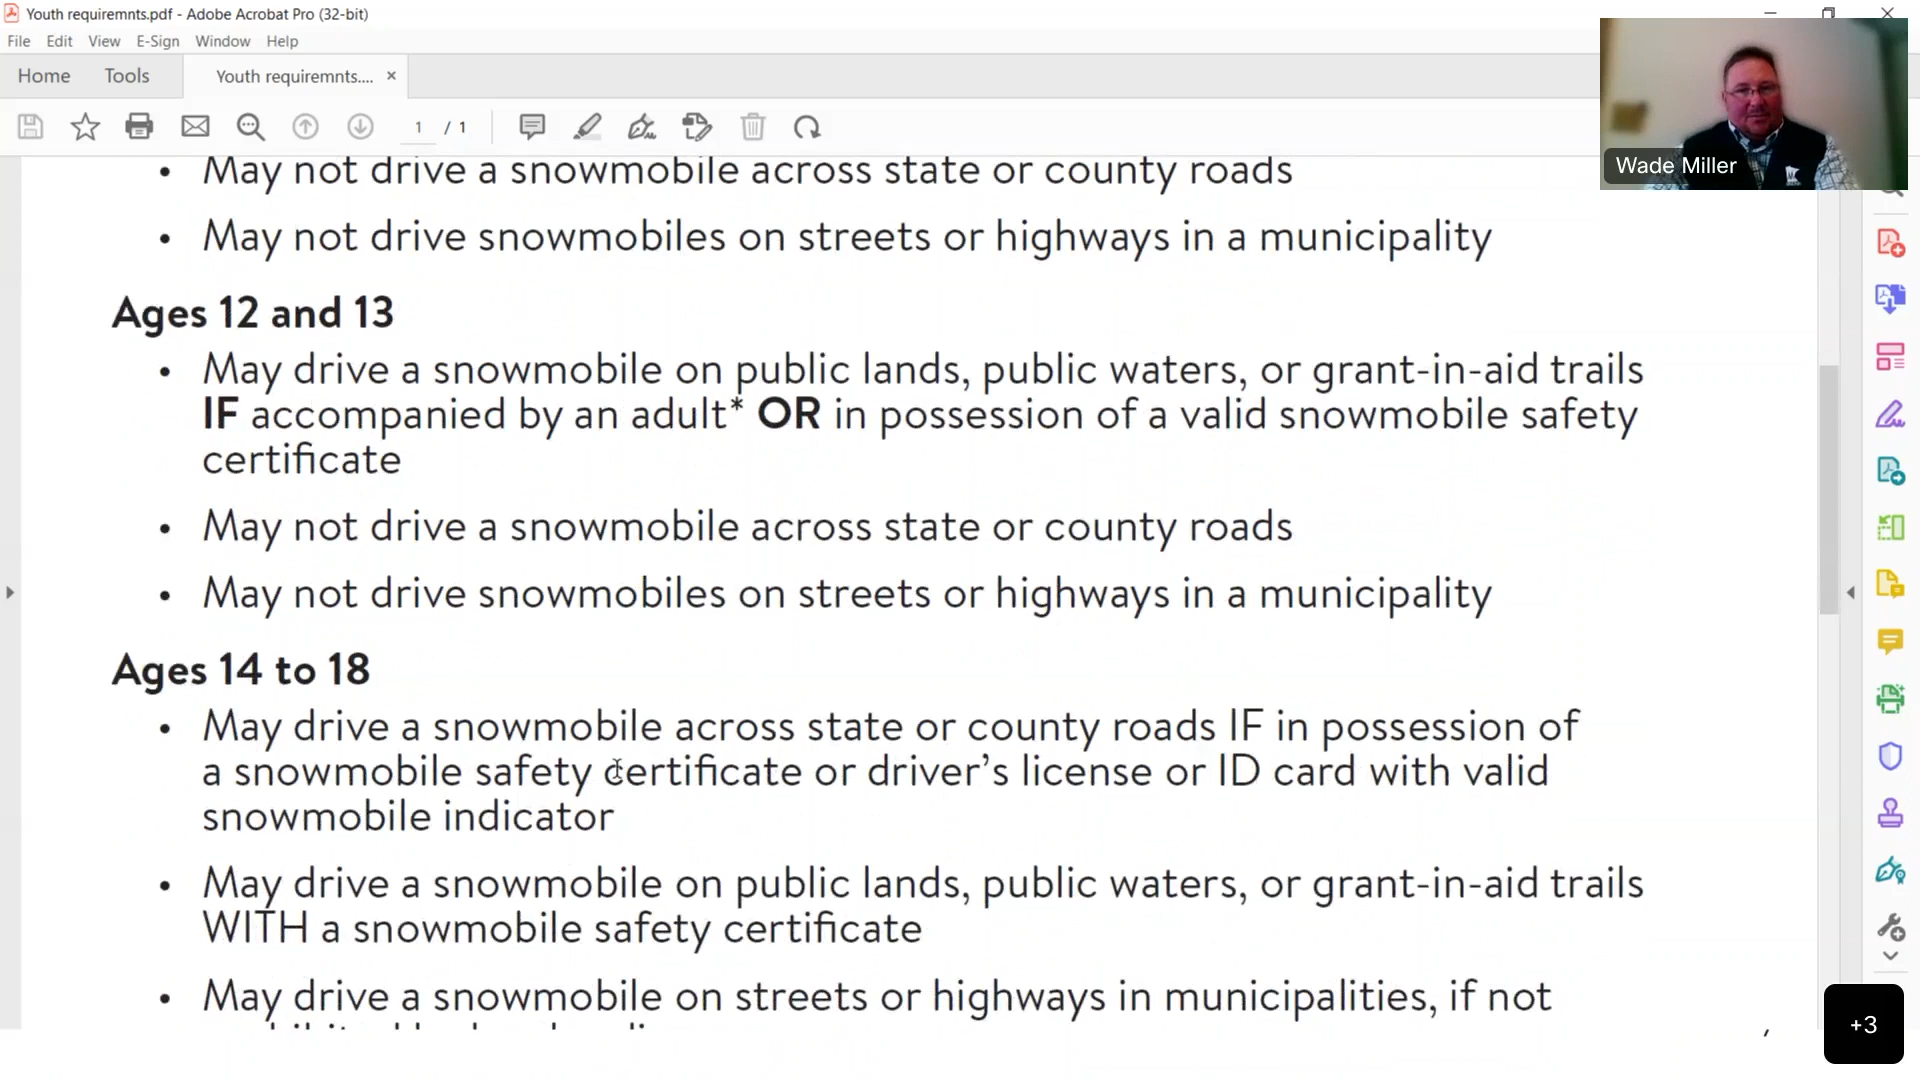 Youth requiremnts.pdf - Adobe Acrobat Pro (32-bit)
File Edit View E-Sign Window Help
Home Tools Youth requiremnts.... ×
1 / 1
Wade Miller
• May not drive a snowmobile across state or county roads
• May not drive snowmobiles on streets or highways in a municipality
Ages 12 and 13
• May drive a snowmobile on public lands, public waters, or grant-in-aid trails
IF accompanied by an adult* OR in possession of a valid snowmobile safety
certificate
• May not drive a snowmobile across state or county roads
• May not drive snowmobiles on streets or highways in a municipality
Ages 14 to 18
• May drive a snowmobile across state or county roads IF in possession of
a snowmobile safety certificate or driver’s license or ID card with valid
snowmobile indicator
• May drive a snowmobile on public lands, public waters, or grant-in-aid trails
WITH a snowmobile safety certificate
• May drive a snowmobile on streets or highways in municipalities, if not
+3